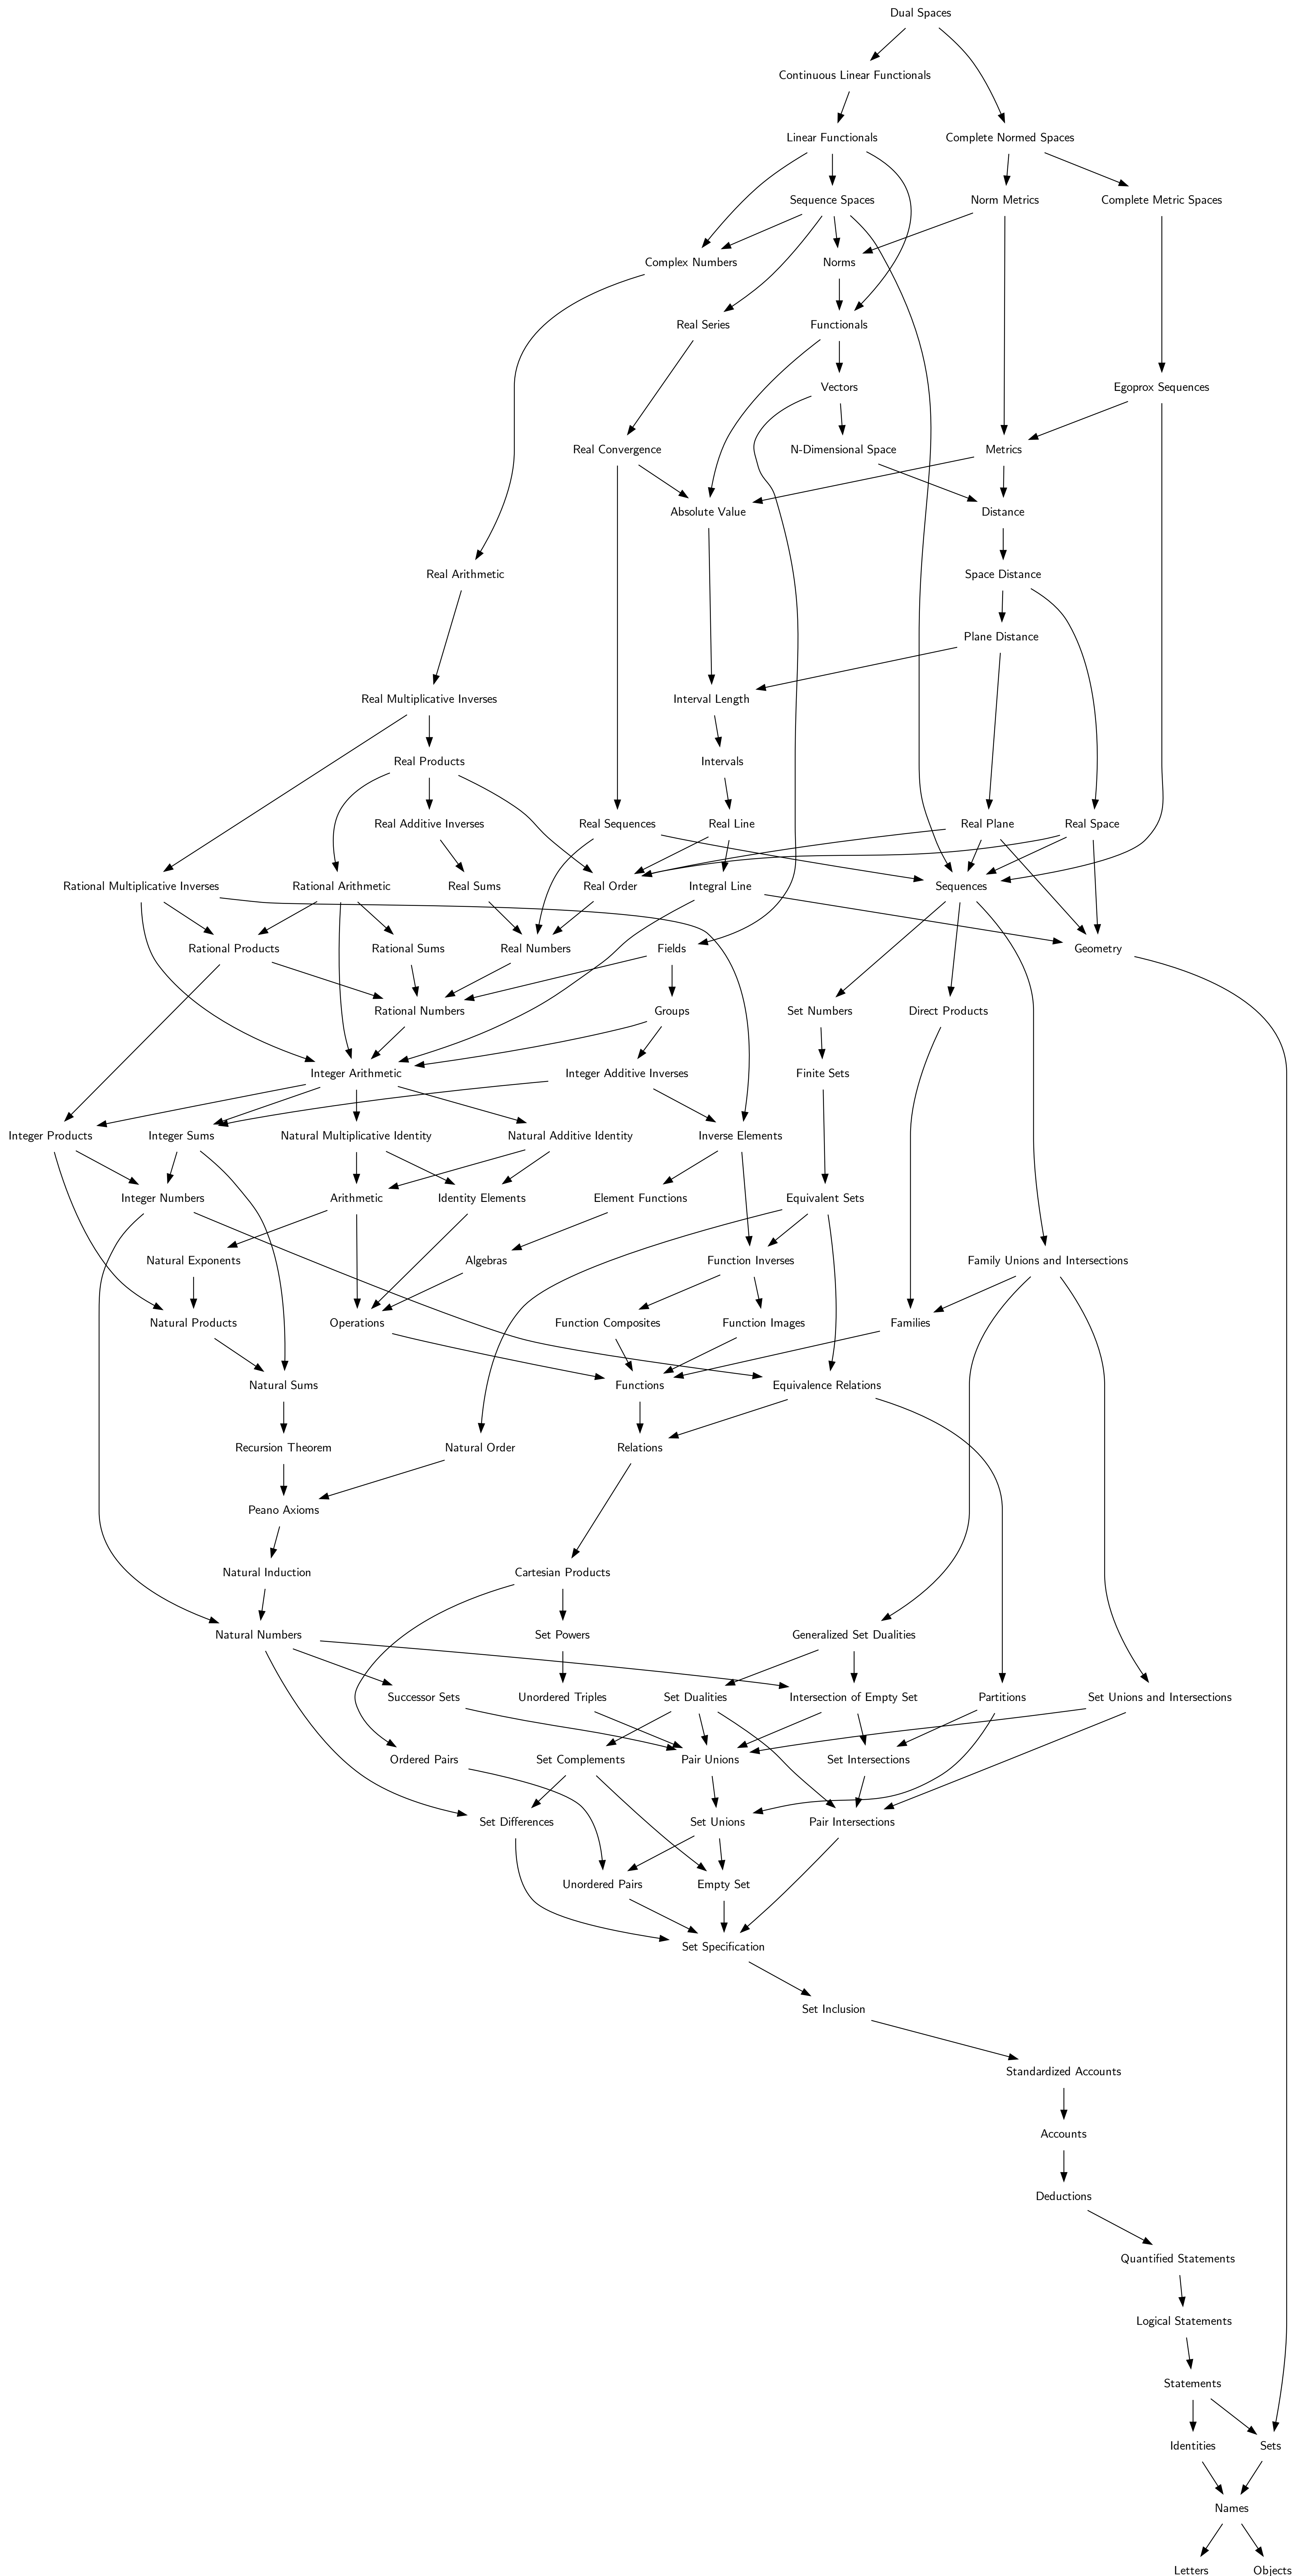 Dual Spaces
Continuous Linear Functionals
Linear Functionals
Complete Normed Spaces
Sequence Spaces
Norm Metrics
Complete Metric Spaces
Complex Numbers
Norms
Real Series
Functionals
Vectors
Egoprox Sequences
Real Convergence
N-Dimensional Space
Metrics
Absolute Value
Distance
Real Arithmetic
Space Distance
Plane Distance
Real Multiplicative Inverses
Interval Length
Real Products
Intervals
Real Additive Inverses
Real Sequences
Real Line
Real Plane
Real Space
Rational Multiplicative Inverses
Rational Arithmetic
Real Sums
Real Order
Integral Line
Sequences
Rational Products
Rational Sums
Real Numbers
Fields
Geometry
Rational Numbers
Groups
Set Numbers
Direct Products
Integer Arithmetic
Integer Additive Inverses
Finite Sets
Integer Products
Integer Sums
Natural Multiplicative Identity
Natural Additive Identity
Inverse Elements
Integer Numbers
Arithmetic
Identity Elements
Element Functions
Equivalent Sets
Natural Exponents
Algebras
Function Inverses
Family Unions and Intersections
Natural Products
Operations
Function Composites
Function Images
Families
Natural Sums
Functions
Equivalence Relations
Recursion Theorem
Natural Order
Relations
Peano Axioms
Natural Induction
Cartesian Products
Natural Numbers
Set Powers
Generalized Set Dualities
Successor Sets
Unordered Triples
Set Dualities
Intersection of Empty Set
Partitions
Set Unions and Intersections
Ordered Pairs
Set Complements
Pair Unions
Set Intersections
Set Differences
Set Unions
Pair Intersections
Unordered Pairs
Empty Set
Set Specification
Set Inclusion
Standardized Accounts
Accounts
Deductions
Quantified Statements
Logical Statements
Statements
Identities
Sets
Names
Letters
Objects